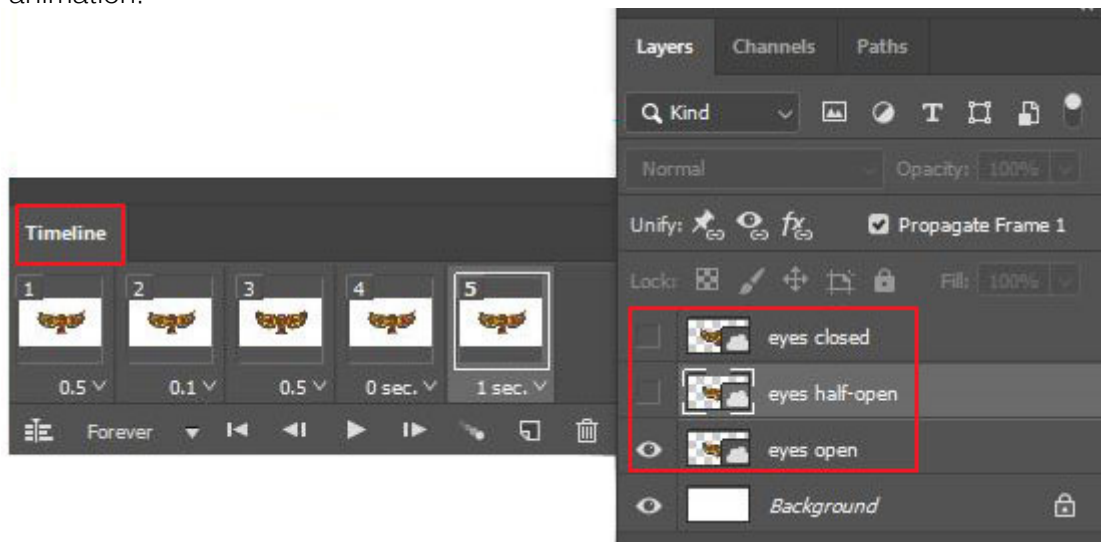 animation.
Layers Channels Paths
Kind
Normal Opacity: 100%
Unify: Propagate Frame 1
Lock: Fill: 100%
eyes closed
eyes half-open
eyes open
Background
Timeline
1 2 3 4 5
0.5 0.1 0.5 0 sec. 1 sec.
Forever